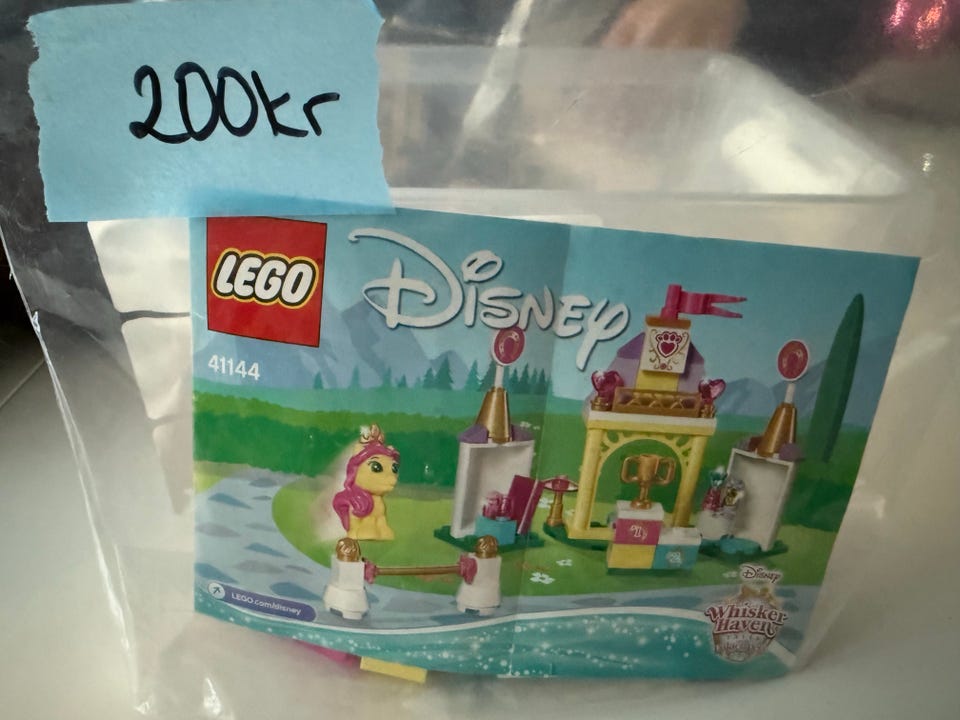 200kr
LEGO
Disney
41144
LEGO.com/disney
Disney
Whisker
Haven